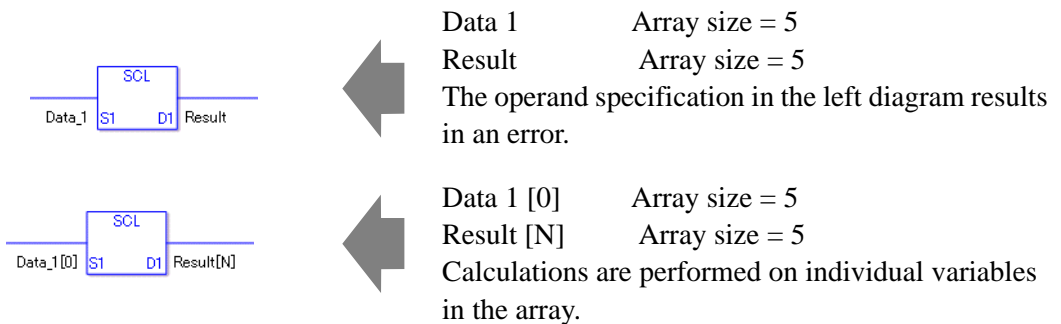 SCL
Data_1 S1 D1 Result
Data 1 Array size = 5
Result Array size = 5
The operand specification in the left diagram results
in an error.
SCL
Data_1[0] S1 D1 Result[N]
Data 1 [0] Array size = 5
Result [N] Array size = 5
Calculations are performed on individual variables
in the array.